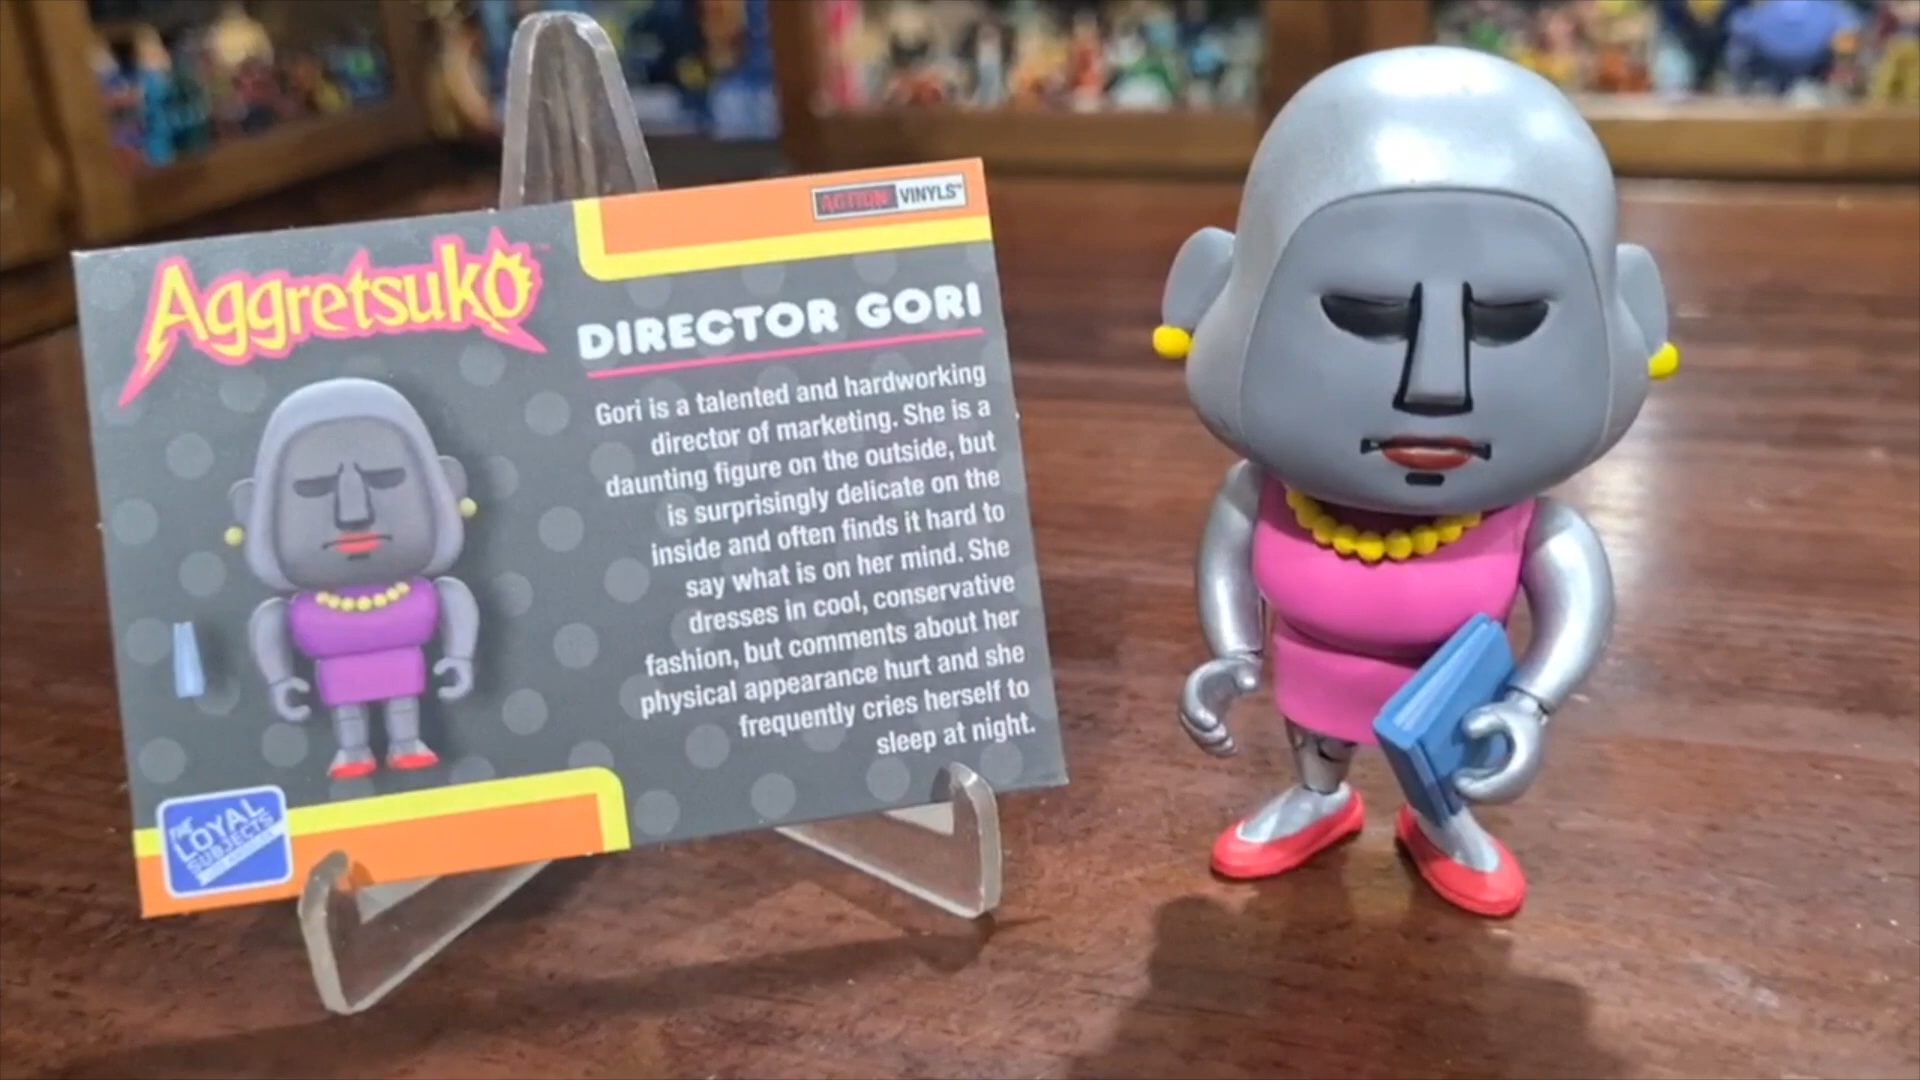 ACTION VINYLS™
Aggretsuko™
DIRECTOR GORI
Gori is a talented and hardworking
director of marketing. She is a
daunting figure on the outside, but
is surprisingly delicate on the
inside and often finds it hard to
say what is on her mind. She
dresses in cool, conservative
fashion, but comments about her
physical appearance hurt and she
frequently cries herself to
sleep at night.
THE
LOYAL
SUBJECTS